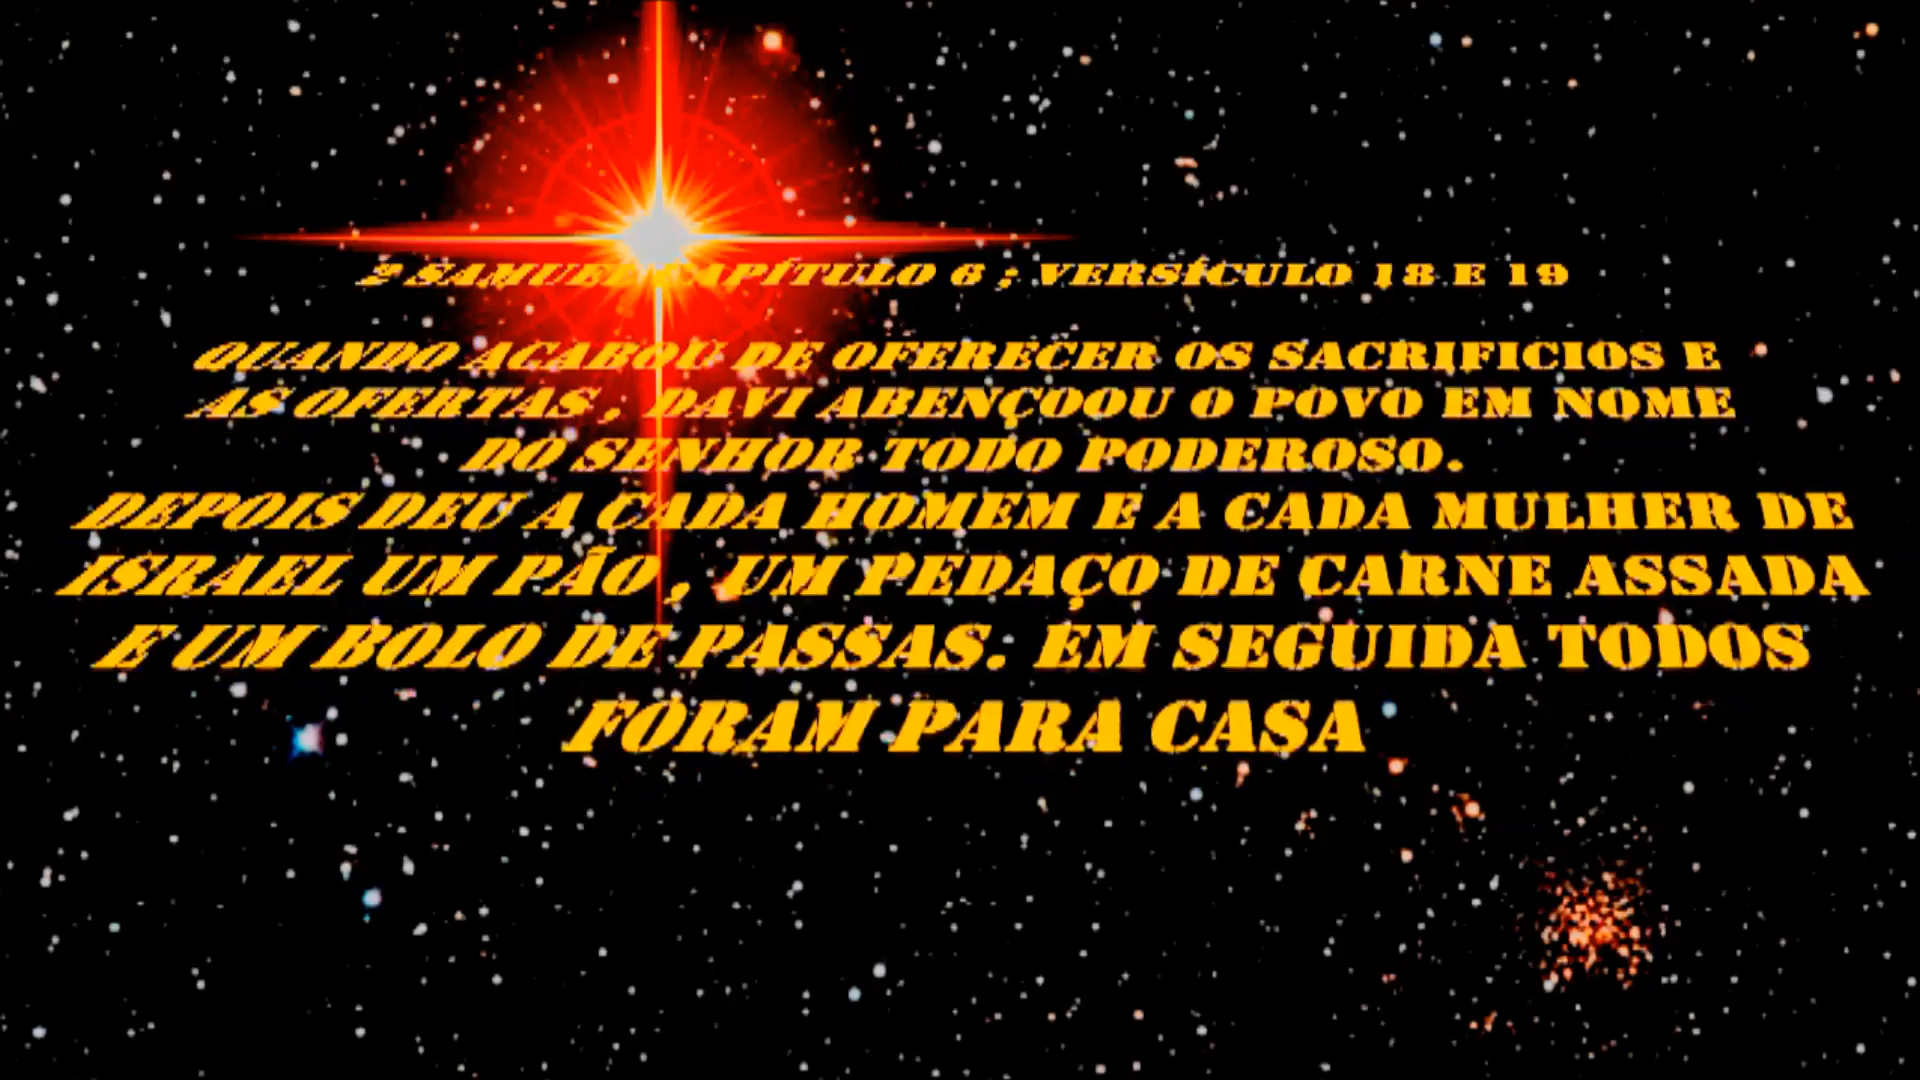 2 SAMUEL CAPÍTULO 6 ; VERSÍCULO 18 E 19
QUANDO ACABOU DE OFERECER OS SACRIFICIOS E
AS OFERTAS , DAVI ABENÇOOU O POVO EM NOME
DO SENHOR TODO PODEROSO.
DEPOIS DEU A CADA HOMEM E A CADA MULHER DE
ISRAEL UM PÃO , UM PEDAÇO DE CARNE ASSADA
E UM BOLO DE PASSAS. EM SEGUIDA TODOS
FORAM PARA CASA